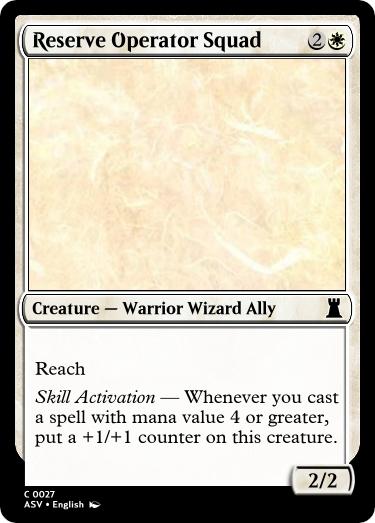 Reserve Operator Squad 2
Creature — Warrior Wizard Ally
Reach
Skill Activation — Whenever you cast
a spell with mana value 4 or greater,
put a +1/+1 counter on this creature.
2/2
C 0027
ASV • English